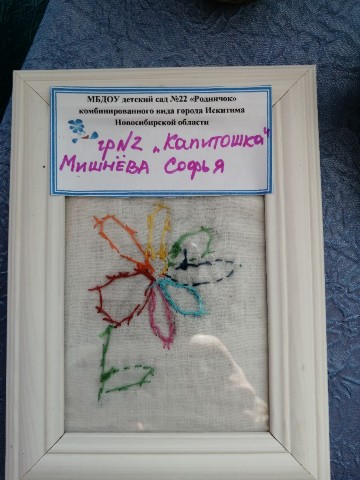 МБДОУ детский сад №22 «Родничок»
комбинированного вида города Искитима
Новосибирской области
гр№2 „Капитошка"
Мишнёва Софья